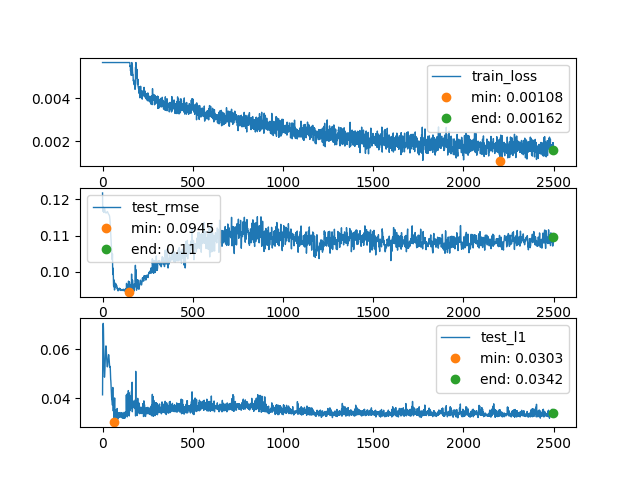 0.004
0.002
train_loss
min: 0.00108
end: 0.00162
0 500 1000 1500 2000 2500
0.12
0.11
0.10
test_rmse
min: 0.0945
end: 0.11
0 500 1000 1500 2000 2500
0.06
0.04
test_l1
min: 0.0303
end: 0.0342
0 500 1000 1500 2000 2500